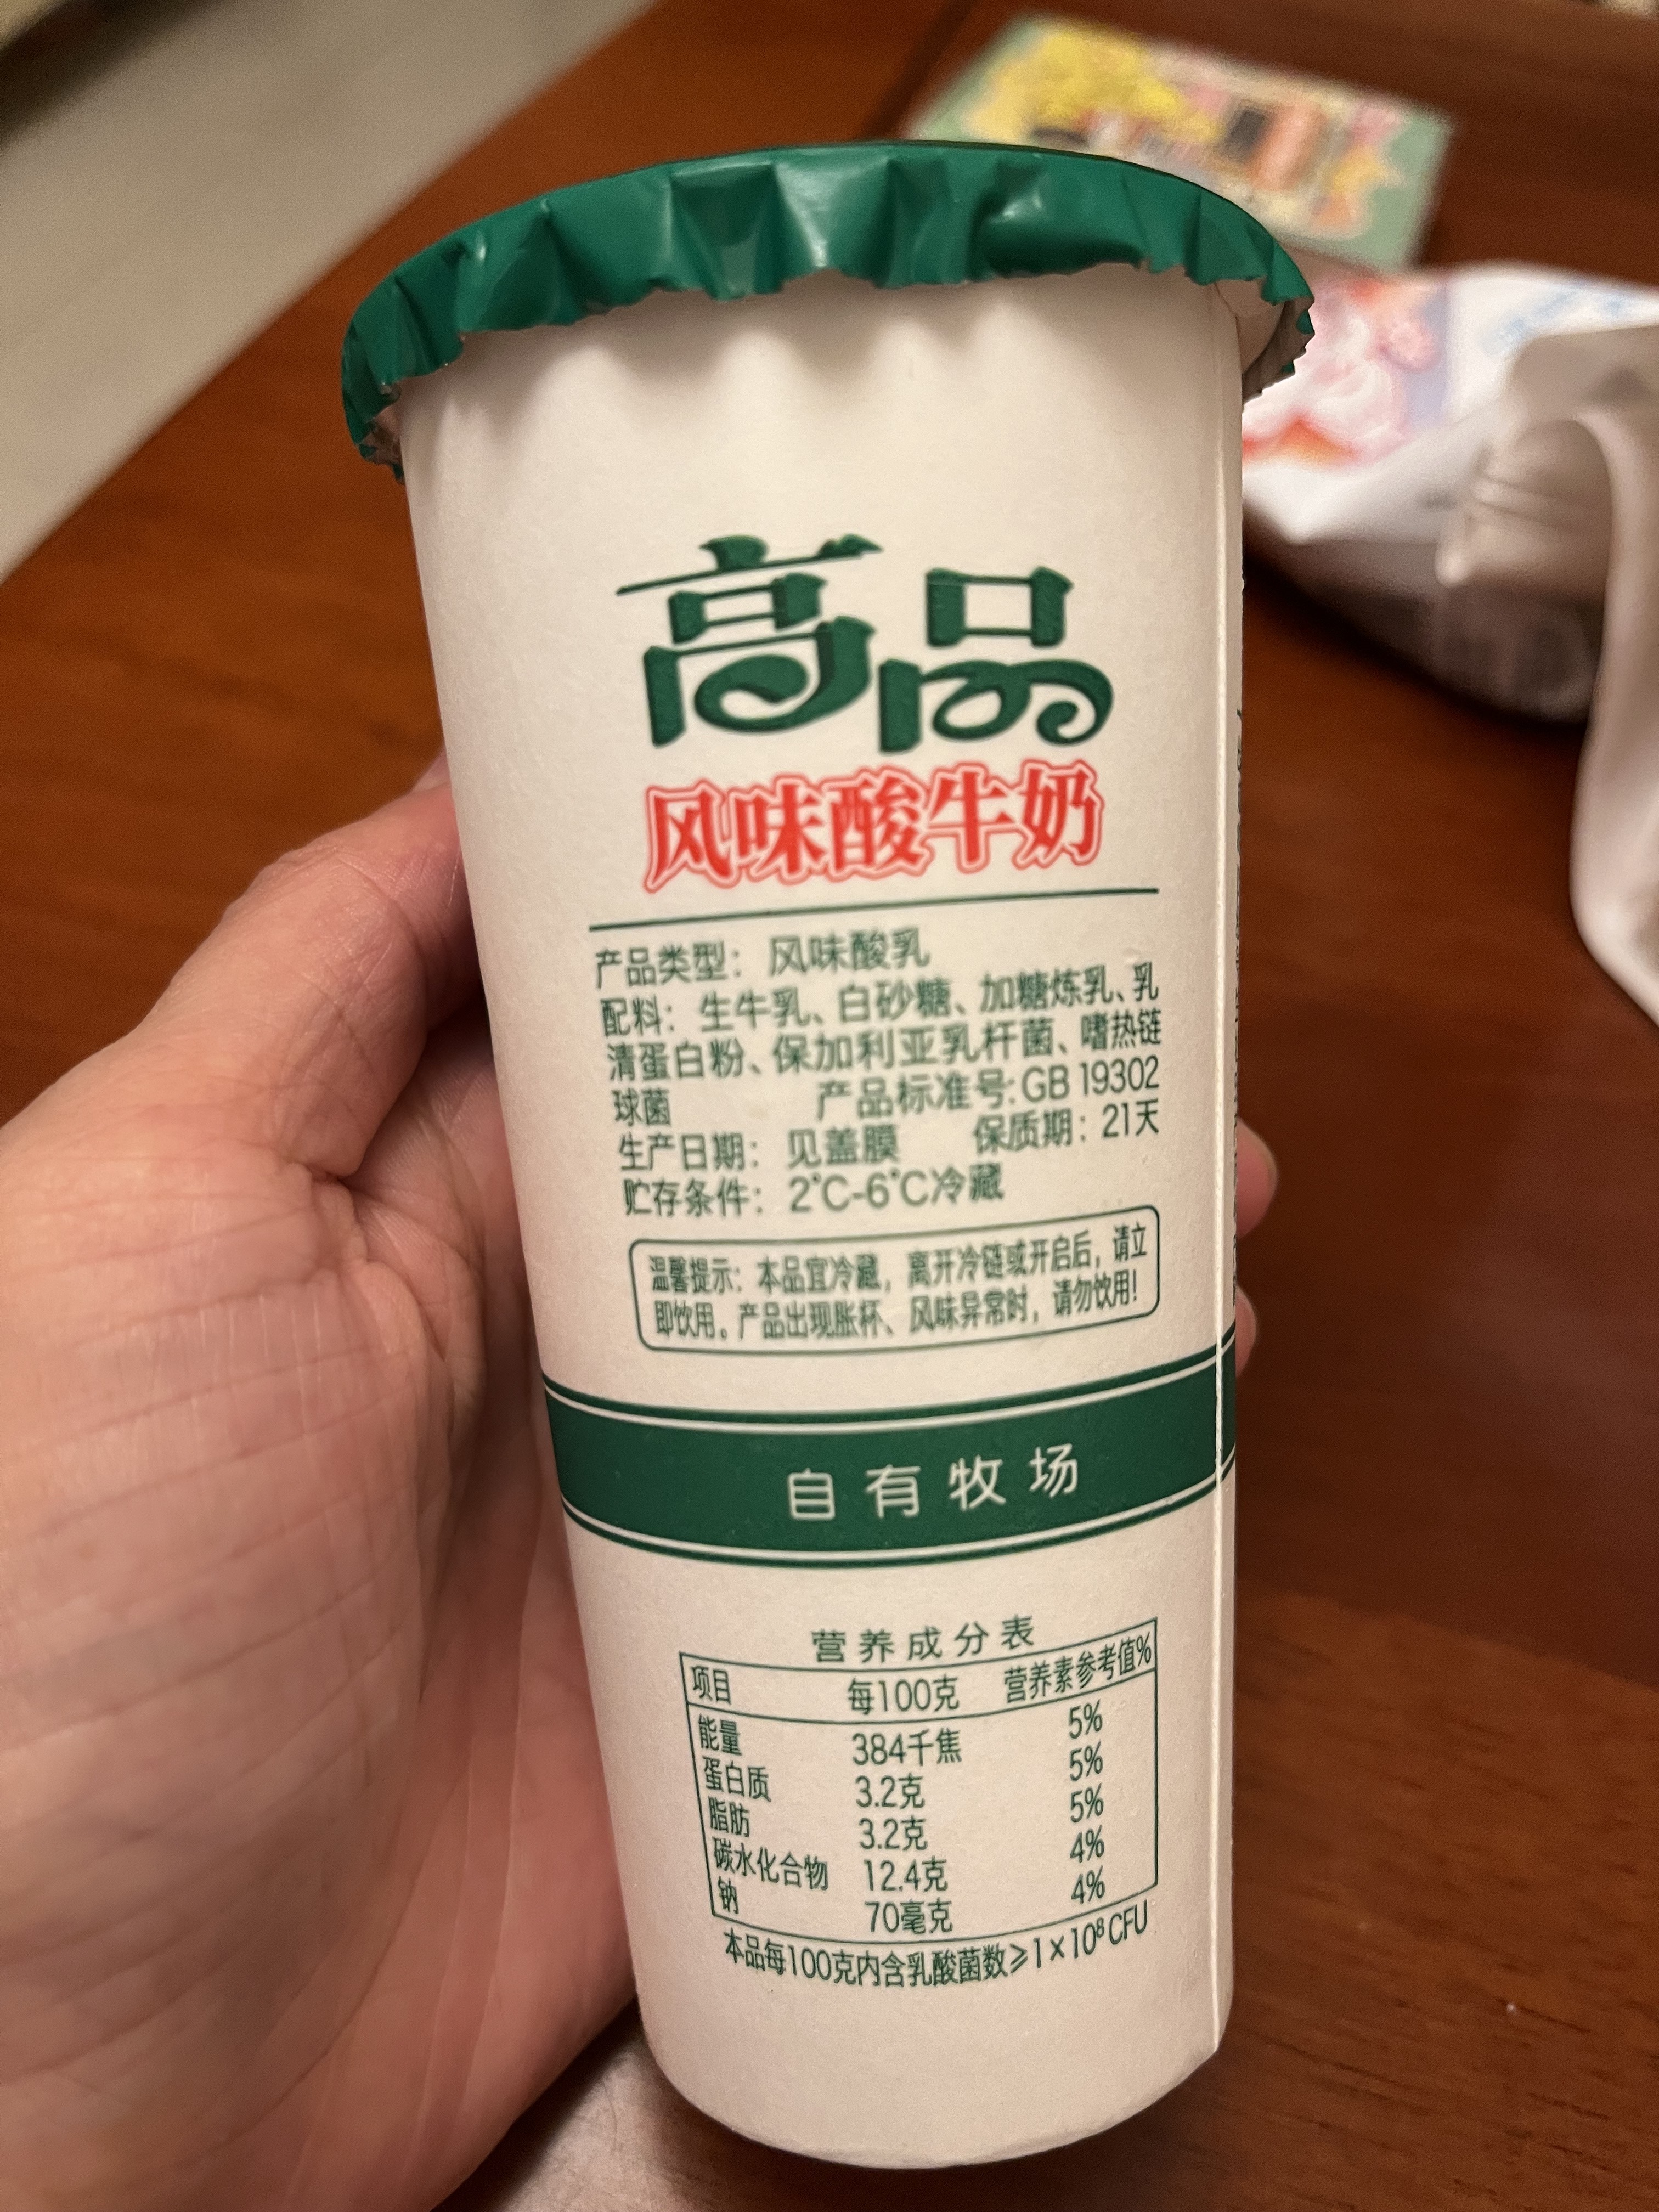 高品
风味酸牛奶
产品类型：风味酸乳
配料：生牛乳、白砂糖、加糖炼乳、乳
清蛋白粉、保加利亚乳杆菌、嗜热链
球菌 产品标准号:GB 19302
生产日期：见盖膜 保质期：21天
贮存条件：2℃-6℃冷藏
温馨提示：本品宜冷藏，离开冷链或开启后，请立
即饮用。产品出现胀杯、风味异常时，请勿饮用!
自有牧场
营养成分表
项目 每100克 营养素参考值%
能量 384千焦 5%
蛋白质 3.2克 5%
脂肪 3.2克 5%
碳水化合物 12.4克 4%
钠 70毫克 4%
本品每100克内含乳酸菌数≥1×10⁸CFU